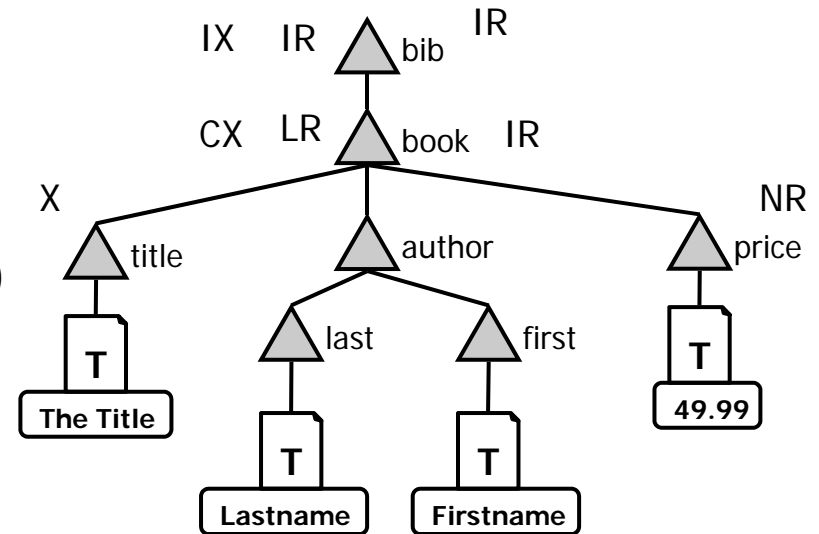 IX IR bib IR
CX LR book IR
X NR
title author price
)
last first
T T
The Title 49.99
T T
Lastname Firstname